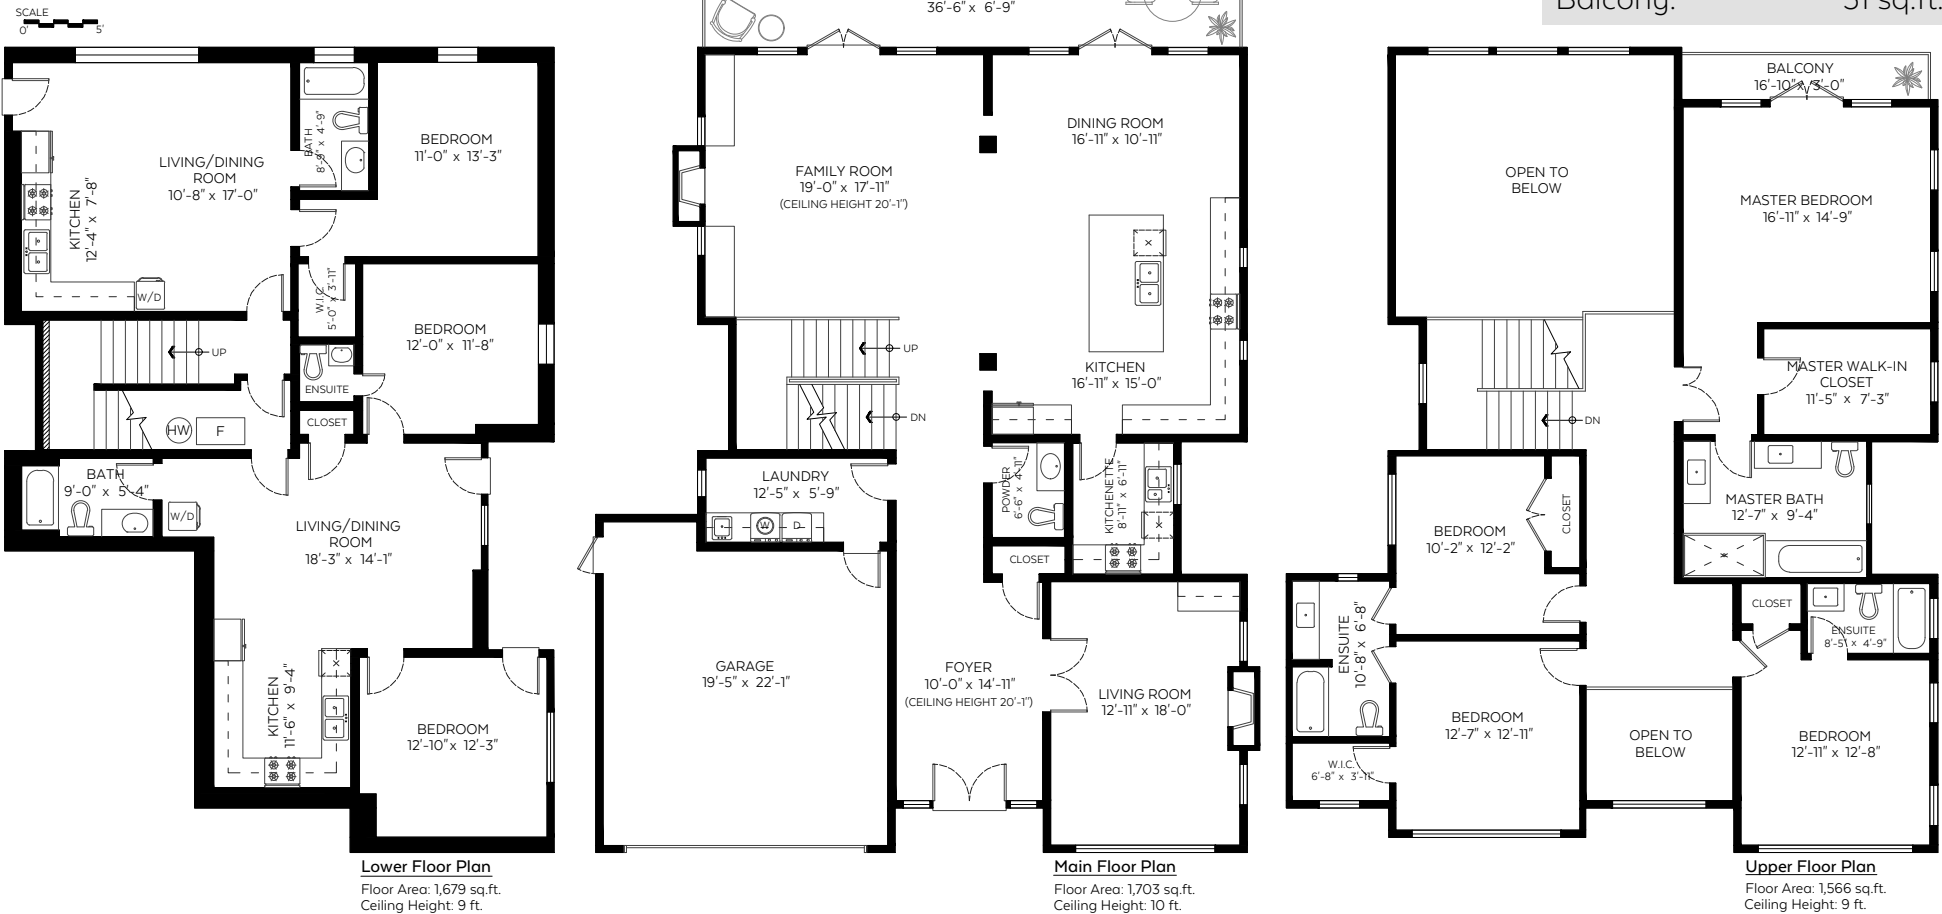 SCALE
0' 5'
LIVING/DINING
ROOM
10'-8" x 17'-0"
KITCHEN
12'-4" x 7'-8"
W/D
BATH
8'-9" x 4'-9"
BEDROOM
11'-0" x 13'-3"
W.I.C.
5'-0" x 3'-11"
BEDROOM
12'-0" x 11'-8"
UP
ENSUITE
CLOSET
HW
F
BATH
9'-0" x 5'-4"
W/D
LIVING/DINING
ROOM
18'-3" x 14'-1"
KITCHEN
11'-6" x 9'-4"
BEDROOM
12'-10" x 12'-3"
Lower Floor Plan
Floor Area: 1,679 sq.ft.
Ceiling Height: 9 ft.
36'-6" x 6'-9"
FAMILY ROOM
19'-0" x 17'-11"
(CEILING HEIGHT 20'-1")
DINING ROOM
16'-11" x 10'-11"
KITCHEN
16'-11" x 15'-0"
UP
DN
LAUNDRY
12'-5" x 5'-9"
W
D
POWDER
6'-6" x 4'-11"
KITCHENETTE
8'-11" x 6'-11"
CLOSET
GARAGE
19'-5" x 22'-1"
FOYER
10'-0" x 14'-11"
(CEILING HEIGHT 20'-1")
LIVING ROOM
12'-11" x 18'-0"
Main Floor Plan
Floor Area: 1,703 sq.ft.
Ceiling Height: 10 ft.
Balcony: 51 sq.ft.
BALCONY
16'-10" x 3'-0"
OPEN TO
BELOW
MASTER BEDROOM
16'-11" x 14'-9"
MASTER WALK-IN
CLOSET
11'-5" x 7'-3"
DN
MASTER BATH
12'-7" x 9'-4"
BEDROOM
10'-2" x 12'-2"
CLOSET
ENSUITE
10'-8" x 6'-8"
CLOSET
ENSUITE
8'-5" x 4'-9"
BEDROOM
12'-7" x 12'-11"
W.I.C.
6'-8" x 3'-11"
OPEN TO
BELOW
BEDROOM
12'-11" x 12'-8"
Upper Floor Plan
Floor Area: 1,566 sq.ft.
Ceiling Height: 9 ft.